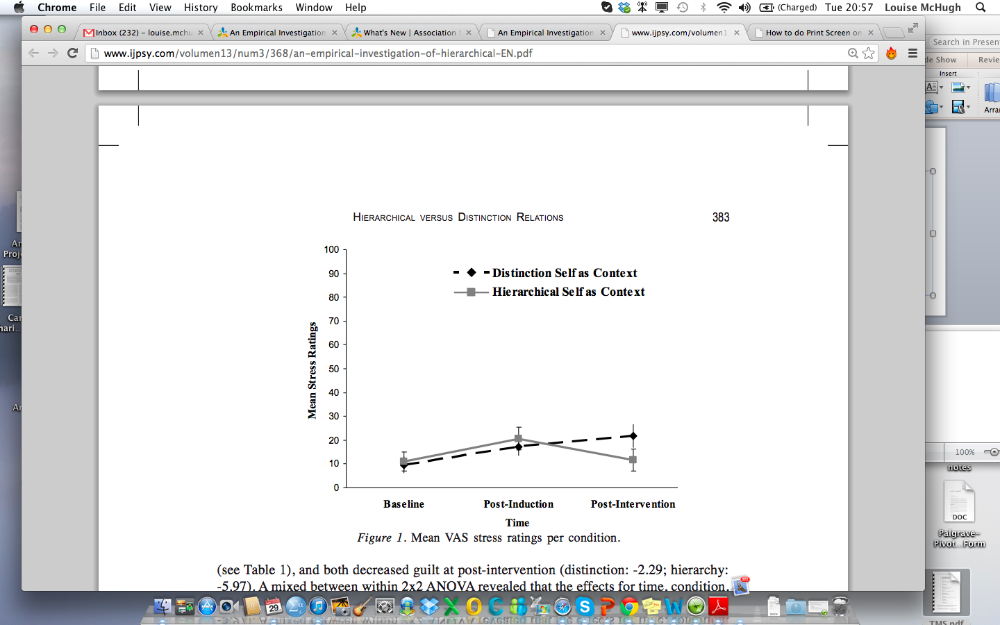 Chrome File Edit View History Bookmarks Window Help (Charged) Tue 20:57 Louise McHugh
Inbox (232) – louise.mchu
An Empirical Investigation
What's New | Association f
An Empirical Investigation
www.ijpsy.com/volumen1
How to do Print Screen on
www.ijpsy.com/volumen13/num3/368/an-empirical-investigation-of-hierarchical-EN.pdf
Search in Presen
de Show Revie
Insert
Arra
HIERARCHICAL VERSUS DISTINCTION RELATIONS 383
100
90
80
70
60
50
40
30
20
10
0
Mean Stress Ratings
Distinction Self as Context
Hierarchical Self as Context
Baseline Post-Induction Post-Intervention
Time
Figure 1. Mean VAS stress ratings per condition.
(see Table 1), and both decreased guilt at post-intervention (distinction: -2.29; hierarchy:
-5.97). A mixed between within 2x2 ANOVA revealed that the effects for time, condition,
An
Proj
Car
nari...
An
100%
notes
DOC
Palgrave-
Pivot...Form
TMS.pdf
JUL
29
DOCX